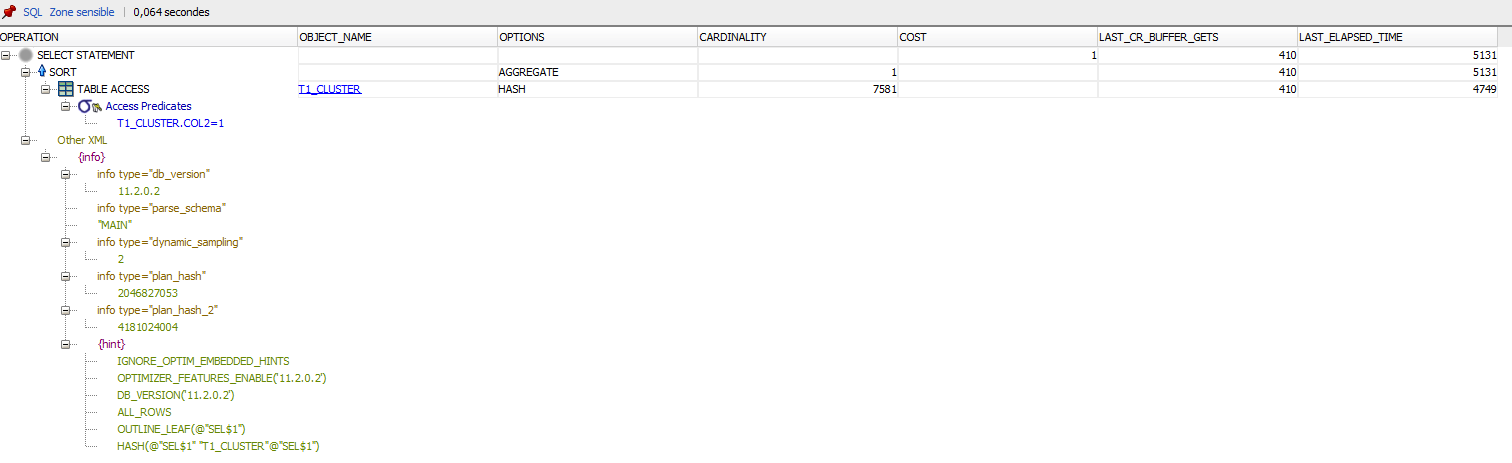 SQL Zone sensible | 0,064 secondes
OPERATION OBJECT_NAME OPTIONS CARDINALITY COST LAST_CR_BUFFER_GETS LAST_ELAPSED_TIME
SELECT STATEMENT 1 410 5131
SORT AGGREGATE 1 410 5131
TABLE ACCESS T1_CLUSTER HASH 7581 410 4749
Access Predicates
T1_CLUSTER.COL2=1
Other XML
{info}
info type="db_version"
11.2.0.2
info type="parse_schema"
"MAIN"
info type="dynamic_sampling"
2
info type="plan_hash"
2046827053
info type="plan_hash_2"
4181024004
{hint}
IGNORE_OPTIM_EMBEDDED_HINTS
OPTIMIZER_FEATURES_ENABLE('11.2.0.2')
DB_VERSION('11.2.0.2')
ALL_ROWS
OUTLINE_LEAF(@"SEL$1")
HASH(@"SEL$1" "T1_CLUSTER"@"SEL$1")